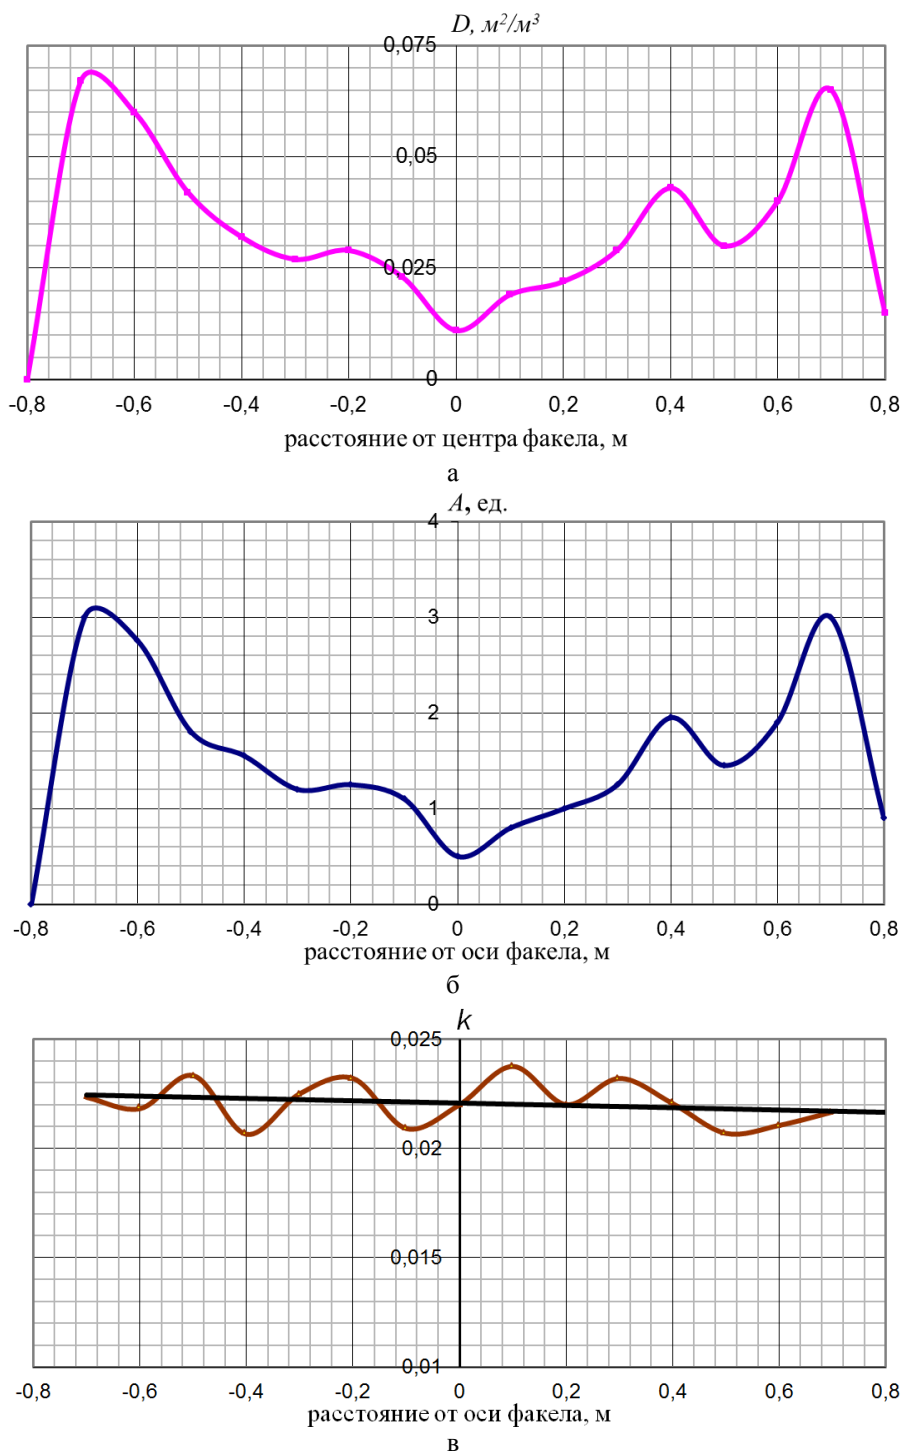 D, м²/м³
0,075
0,05
0,025
0
-0,8 -0,6 -0,4 -0,2 0 0,2 0,4 0,6 0,8
расстояние от центра факела, м
а
A, ед.
4
3
2
1
0
-0,8 -0,6 -0,4 -0,2 0 0,2 0,4 0,6 0,8
расстояние от оси факела, м
б
k
0,025
0,02
0,015
0,01
-0,8 -0,6 -0,4 -0,2 0 0,2 0,4 0,6 0,8
расстояние от оси факела, м
в